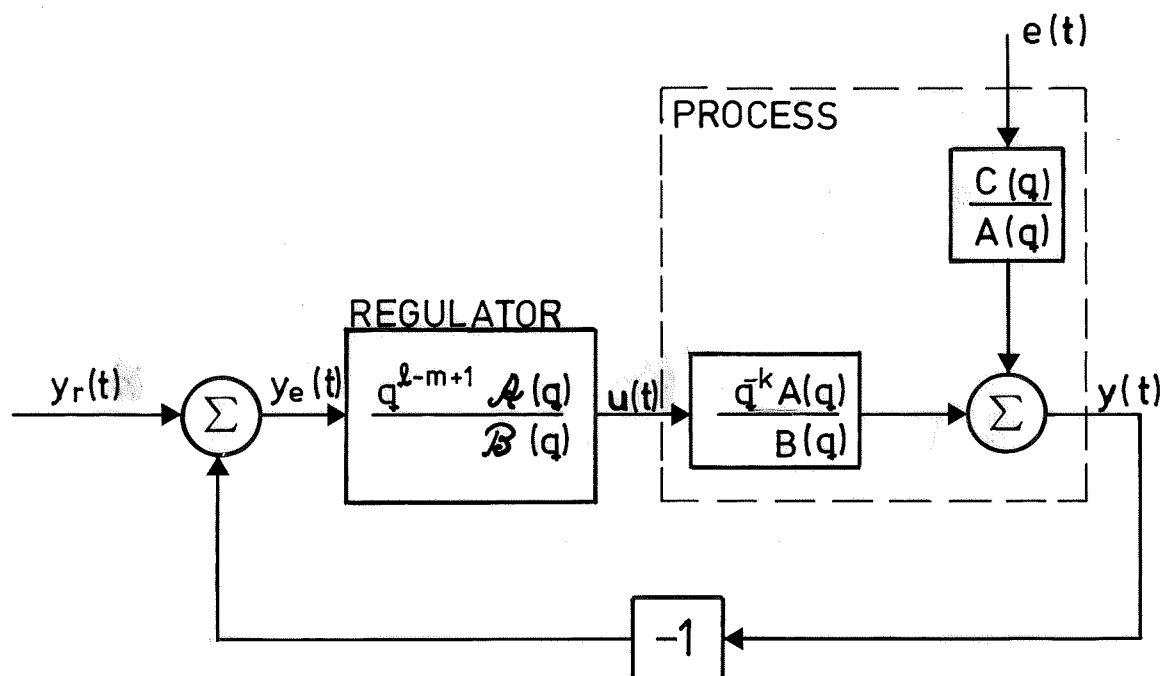 e(t)
PROCESS
C(q)
A(q)
REGULATOR
y_r(t)
Σ
y_e(t)
q^{ℓ-m+1} 𝒜(q)
ℬ(q)
u(t)
q^{-k} A(q)
B(q)
Σ
y(t)
-1